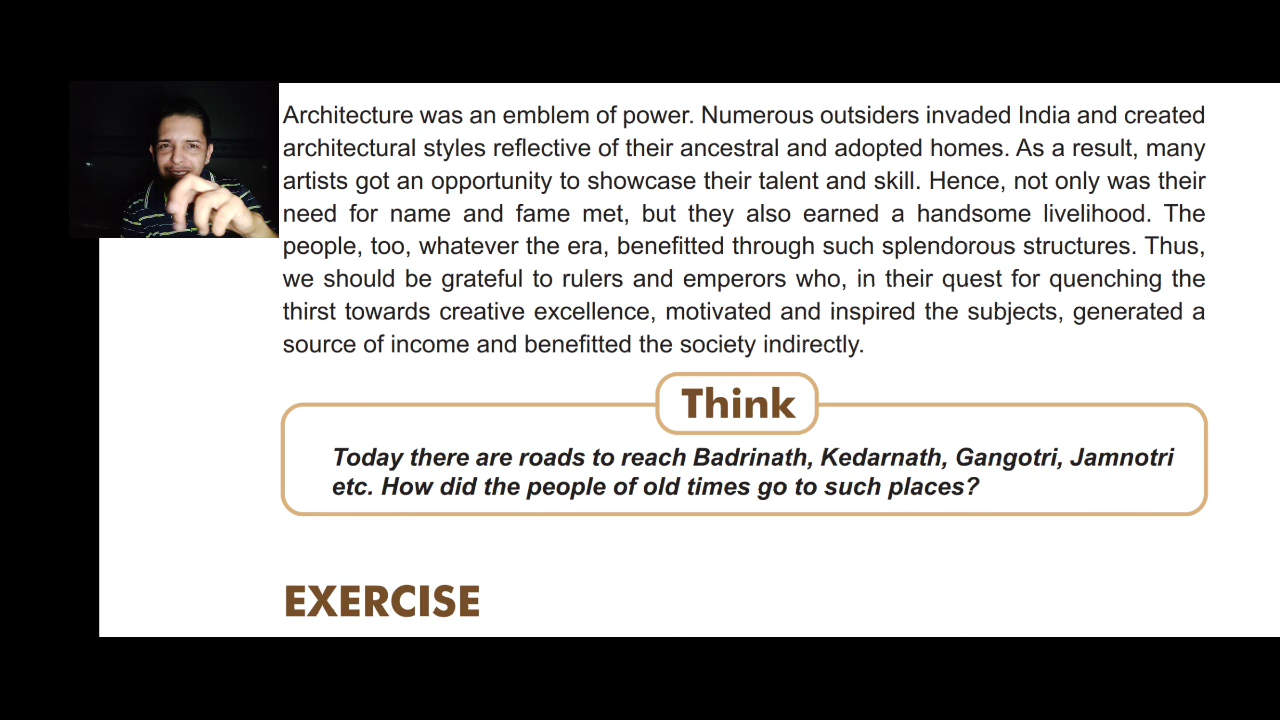 Architecture was an emblem of power. Numerous outsiders invaded India and created
architectural styles reflective of their ancestral and adopted homes. As a result, many
artists got an opportunity to showcase their talent and skill. Hence, not only was their
need for name and fame met, but they also earned a handsome livelihood. The
people, too, whatever the era, benefitted through such splendorous structures. Thus,
we should be grateful to rulers and emperors who, in their quest for quenching the
thirst towards creative excellence, motivated and inspired the subjects, generated a
source of income and benefitted the society indirectly.
Think
Today there are roads to reach Badrinath, Kedarnath, Gangotri, Jamnotri
etc. How did the people of old times go to such places?
EXERCISE